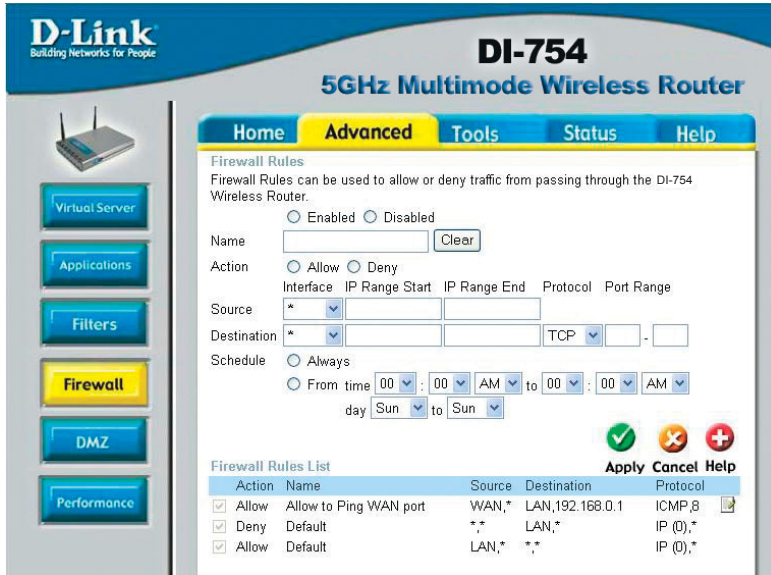 D-Link
Building Networks for People
DI-754
5GHz Multimode Wireless Router
Home Advanced Tools Status Help
Virtual Server
Applications
Filters
Firewall
DMZ
Performance
Firewall Rules
Firewall Rules can be used to allow or deny traffic from passing through the DI-754
Wireless Router.
Enabled Disabled
Name Clear
Action Allow Deny
Interface IP Range Start IP Range End Protocol Port Range
Source *
Destination * TCP -
Schedule Always
From time 00 : 00 AM to 00 : 00 AM
day Sun to Sun
Apply Cancel Help
Firewall Rules List
Action Name Source Destination Protocol
Allow Allow to Ping WAN port WAN,* LAN,192.168.0.1 ICMP,8
Deny Default *,* LAN,* IP (0),*
Allow Default LAN,* *,* IP (0),*